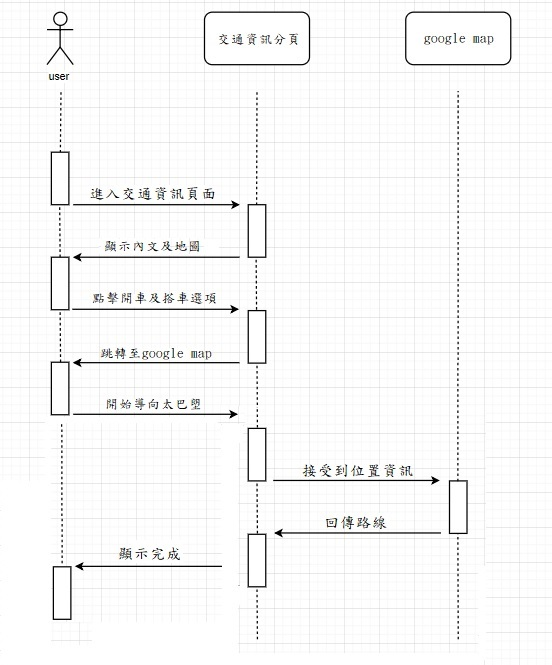 交通資訊分頁
google map
user
進入交通資訊頁面
顯示內文及地圖
點擊開車及搭車選項
跳轉至google map
開始導向太巴塱
接受到位置資訊
回傳路線
顯示完成